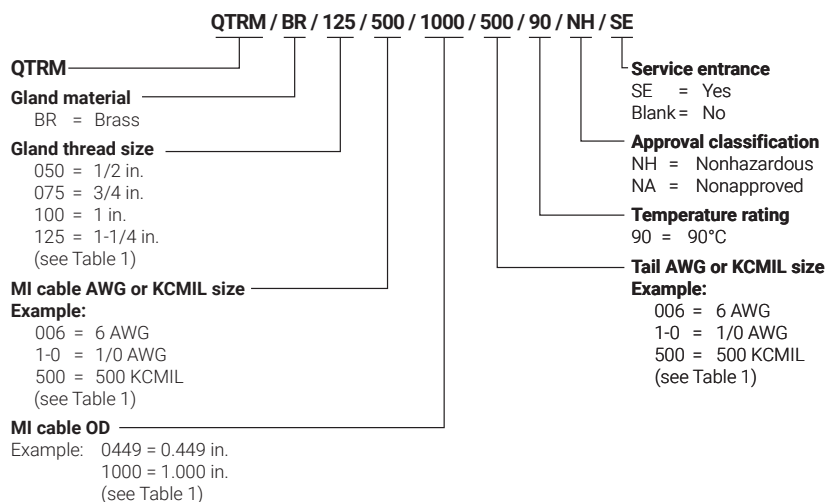 QTRM / BR / 125 / 500 / 1000 / 500 / 90 / NH / SE
QTRM
Gland material
BR = Brass
Gland thread size
050 = 1/2 in.
075 = 3/4 in.
100 = 1 in.
125 = 1-1/4 in.
(see Table 1)
MI cable AWG or KCMIL size
Example:
006 = 6 AWG
1-0 = 1/0 AWG
500 = 500 KCMIL
(see Table 1)
MI cable OD
Example: 0449 = 0.449 in.
1000 = 1.000 in.
(see Table 1)
Service entrance
SE = Yes
Blank = No
Approval classification
NH = Nonhazardous
NA = Nonapproved
Temperature rating
90 = 90°C
Tail AWG or KCMIL size
Example:
006 = 6 AWG
1-0 = 1/0 AWG
500 = 500 KCMIL
(see Table 1)